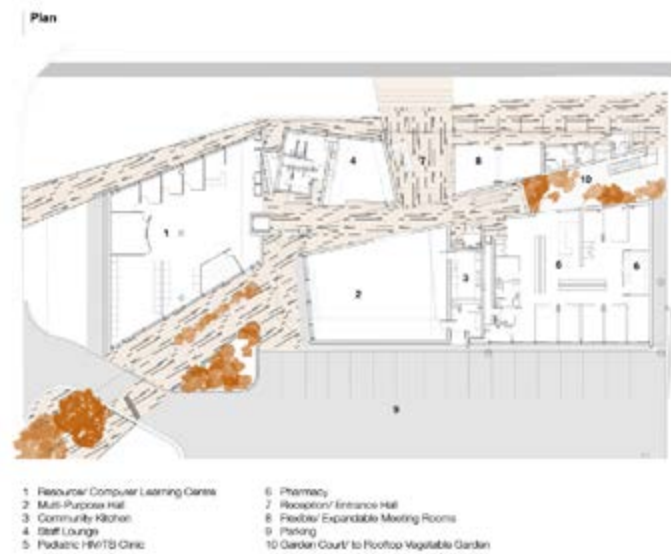 Plan
4
7
8
10
1
6
6
3
2
9
1 Resource/ Computer Learning Centre
2 Multi-Purpose Hall
3 Community Kitchen
4 Staff Lounge
5 Pediatric HIV/TB Clinic
6 Pharmacy
7 Reception/ Entrance Hall
8 Flexible/ Expandable Meeting Rooms
9 Parking
10 Garden Court/ to Rooftop Vegetable Garden